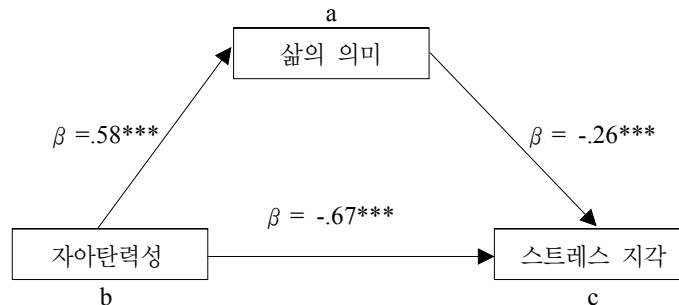 a
삶의 의미
β =.58***
β = -.26***
β = -.67***
자아탄력성
스트레스 지각
b
c